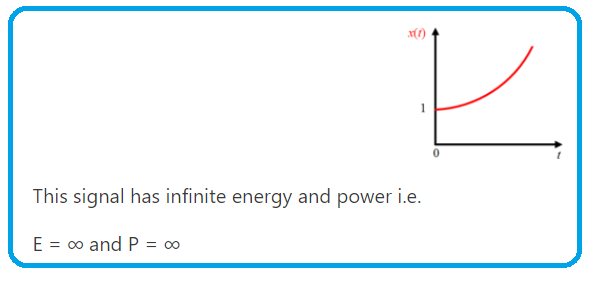 x(t)
1
0
t
This signal has infinite energy and power i.e.
E = ∞ and P = ∞